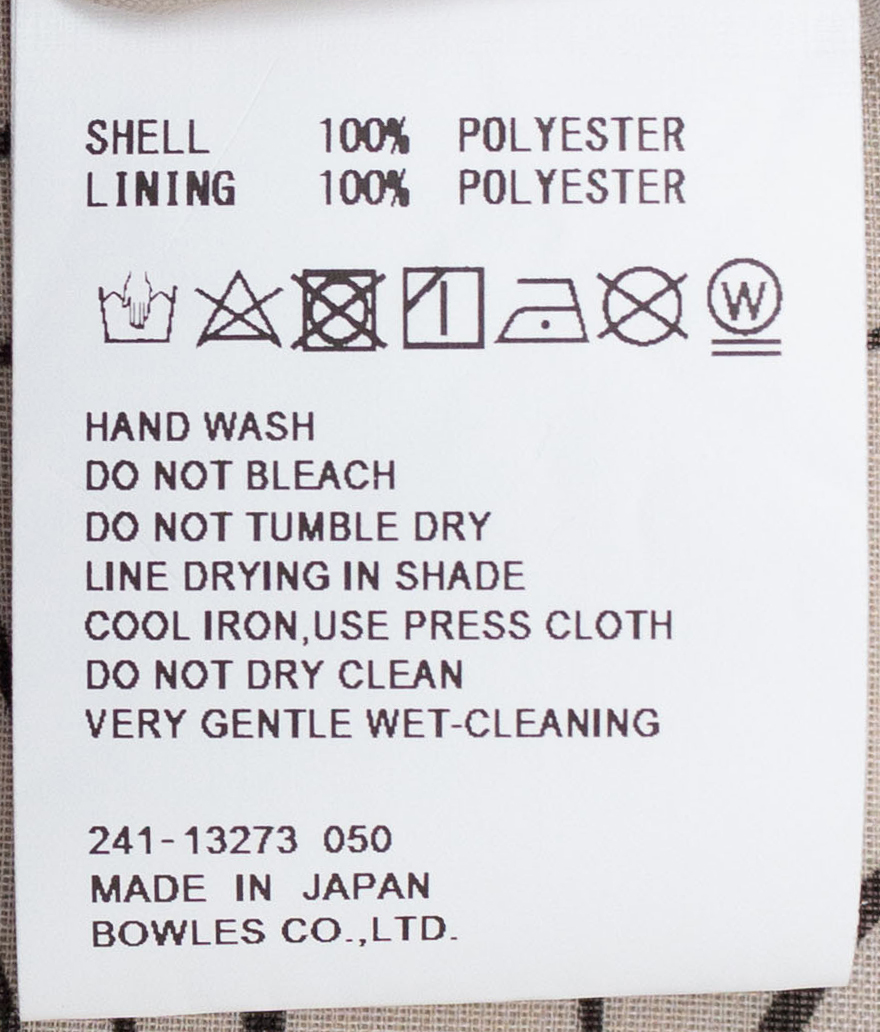 SHELL 100% POLYESTER
LINING 100% POLYESTER
W
HAND WASH
DO NOT BLEACH
DO NOT TUMBLE DRY
LINE DRYING IN SHADE
COOL IRON,USE PRESS CLOTH
DO NOT DRY CLEAN
VERY GENTLE WET-CLEANING
241-13273 050
MADE IN JAPAN
BOWLES CO.,LTD.